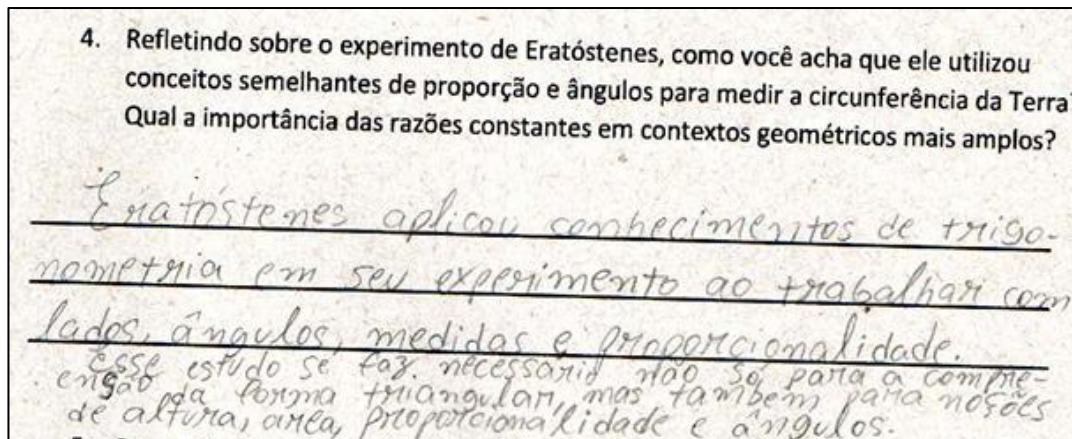 4. Refletindo sobre o experimento de Eratóstenes, como você acha que ele utilizou
conceitos semelhantes de proporção e ângulos para medir a circunferência da Terra?
Qual a importância das razões constantes em contextos geométricos mais amplos?
Eratóstenes aplicou conhecimentos de trigo-
nometria em seu experimento ao trabalhar com
lados, ângulos, medidas e proporcionalidade.
Esse estudo se faz necessário não só para a compre-
ensão da forma triangular, mas também para noções
de altura, área, proporcionalidade e ângulos.